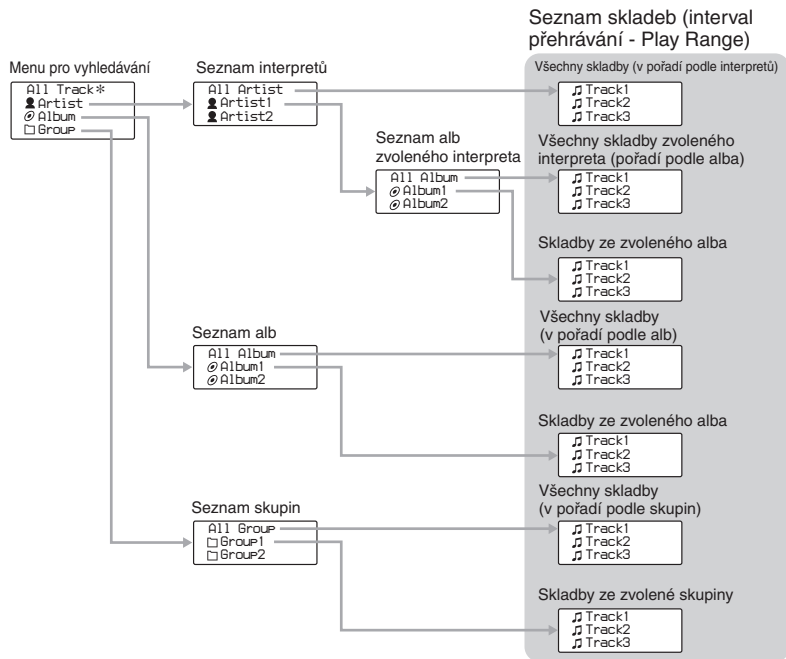 Seznam skladeb (interval
přehrávání - Play Range)
Menu pro vyhledávání
All Track*
Artist
Album
Group
Seznam interpretů
All Artist
Artist1
Artist2
Všechny skladby (v pořadí podle interpretů)
Track1
Track2
Track3
Seznam alb
zvoleného interpreta
All Album
Album1
Album2
Všechny skladby zvoleného
interpreta (pořadí podle alba)
Track1
Track2
Track3
Skladby ze zvoleného alba
Track1
Track2
Track3
Seznam alb
All Album
Album1
Album2
Všechny skladby
(v pořadí podle alb)
Track1
Track2
Track3
Skladby ze zvoleného alba
Track1
Track2
Track3
Seznam skupin
All Group
Group1
Group2
Všechny skladby
(v pořadí podle skupin)
Track1
Track2
Track3
Skladby ze zvolené skupiny
Track1
Track2
Track3